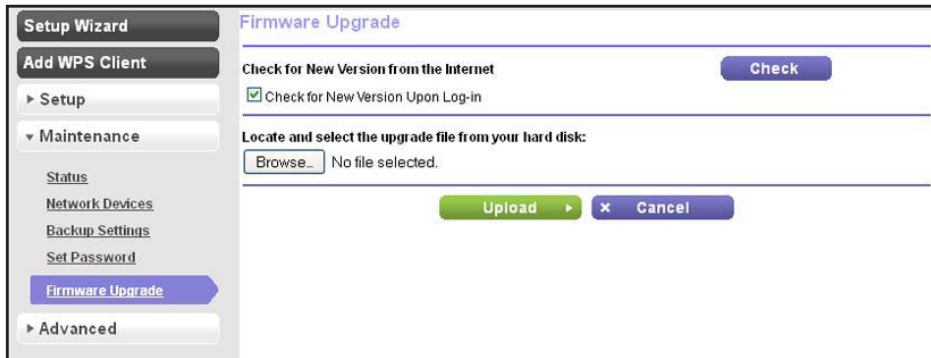 Setup Wizard
Add WPS Client
Setup
Maintenance
Status
Network Devices
Backup Settings
Set Password
Firmware Upgrade
Advanced
Firmware Upgrade
Check for New Version from the Internet
Check
Check for New Version Upon Log-in
Locate and select the upgrade file from your hard disk:
Browse... No file selected.
Upload
Cancel